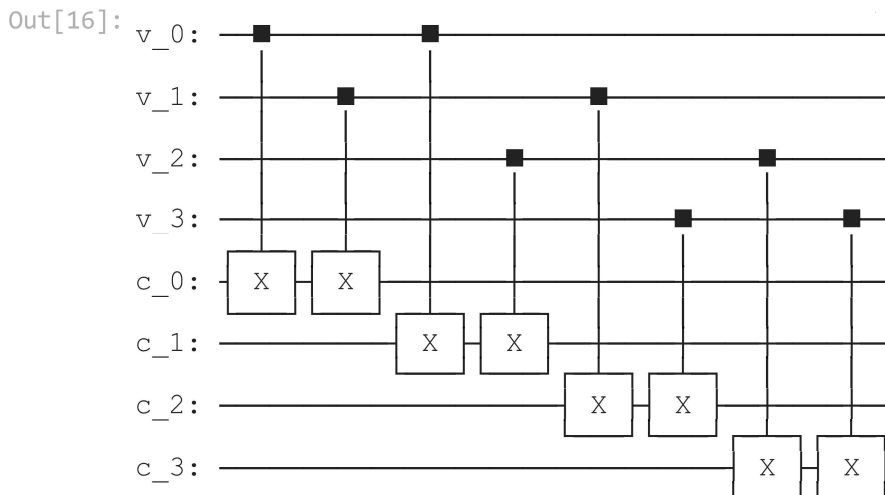 Out[16]:
v_0:
v_1:
v_2:
v_3:
c_0: X X
c_1: X X
c_2: X X
c_3: X X